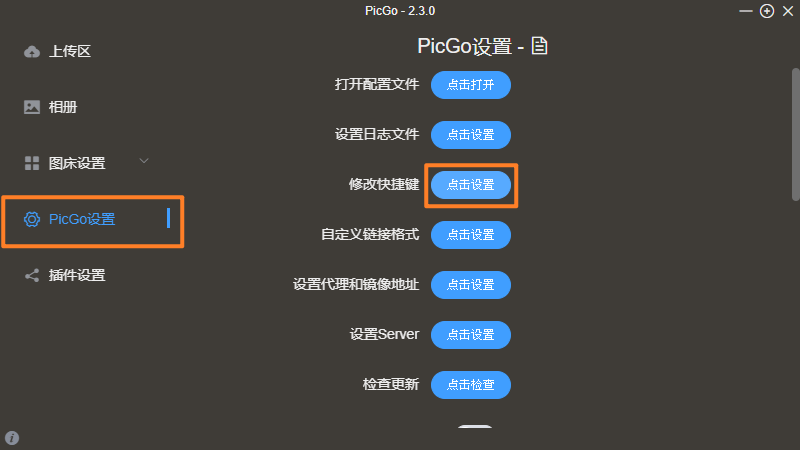 PicGo - 2.3.0
上传区
相册
图床设置
PicGo设置
插件设置
PicGo设置 -
打开配置文件 点击打开
设置日志文件 点击设置
修改快捷键 点击设置
自定义链接格式 点击设置
设置代理和镜像地址 点击设置
设置Server 点击设置
检查更新 点击检查